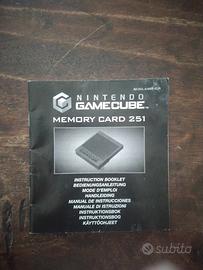 NINTENDO
GAMECUBE™
MEMORY CARD 251
INSTRUCTION BOOKLET
BEDIENUNGSANLEITUNG
MODE D'EMPLOI
HANDLEIDING
MANUAL DE INSTRUCCIONES
MANUALE DI ISTRUZIONI
INSTRUKTIONSBOK
INSTRUKTIONSBOG
KÄYTTÖOHJEET
subito